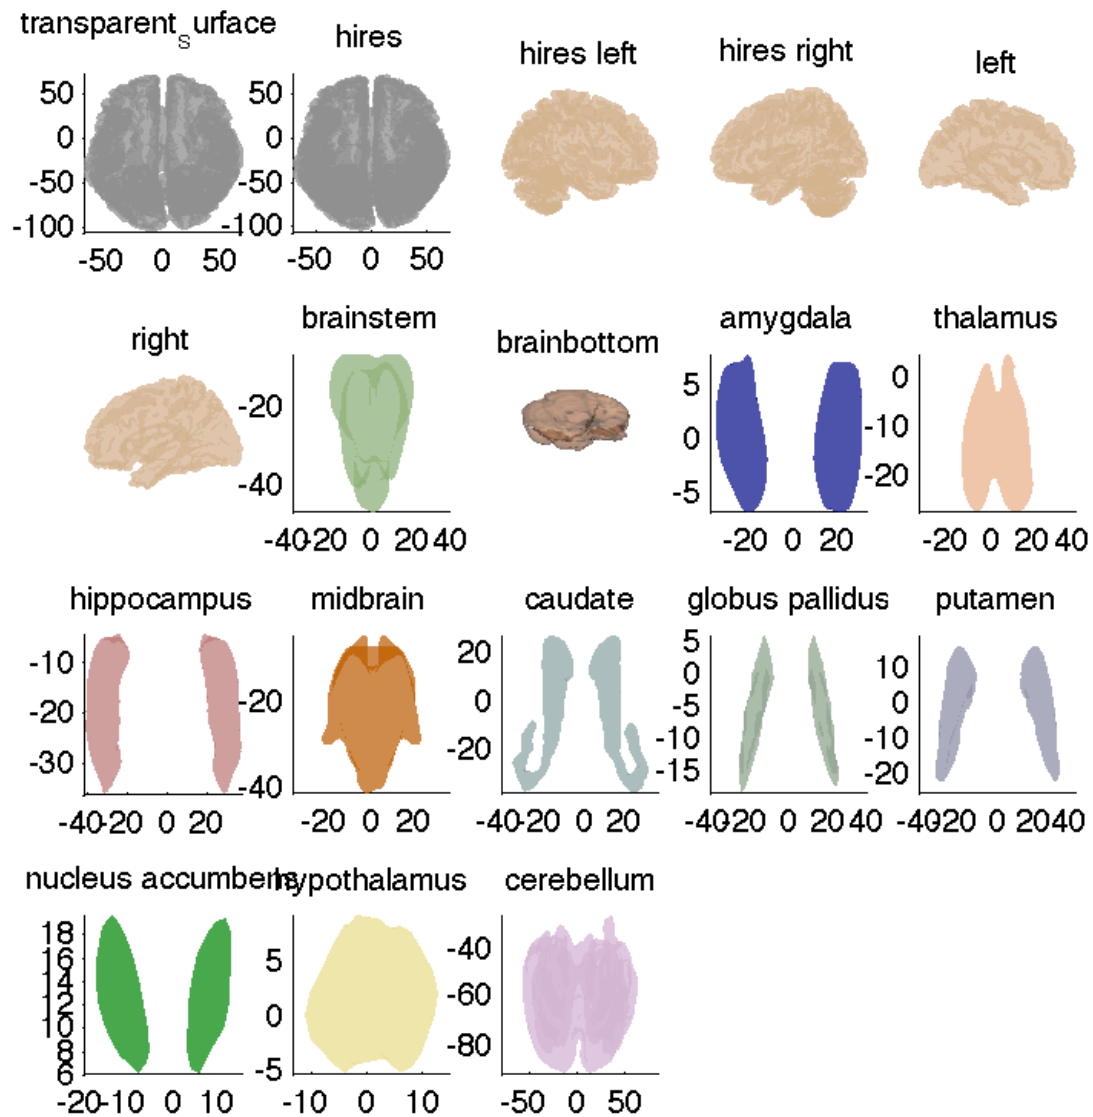 transparent_surface
hires
hires left
hires right
left
50
0
-50
-100
-50 0 50
50
0
-50
-100
-50 0 50
right
brainstem
brainbottom
amygdala
thalamus
-20
-40
-40 -20 0 20 40
5
0
-5
-20 0 20
0
-10
-20
-20 0 20 40
hippocampus
midbrain
caudate
globus pallidus
putamen
-10
-20
-30
-40 -20 0 20
-20
-40
-20 0 20
20
0
-20
-40 -20 0 20
5
0
-5
-10
-15
-40 -20 0 20 40
10
0
-10
-20
-40 -20 0 20 40
nucleus accumbens
hypothalamus
cerebellum
18
16
14
12
10
8
6
-20 -10 0 10
5
0
-5
-10 0 10
-40
-60
-80
-50 0 50